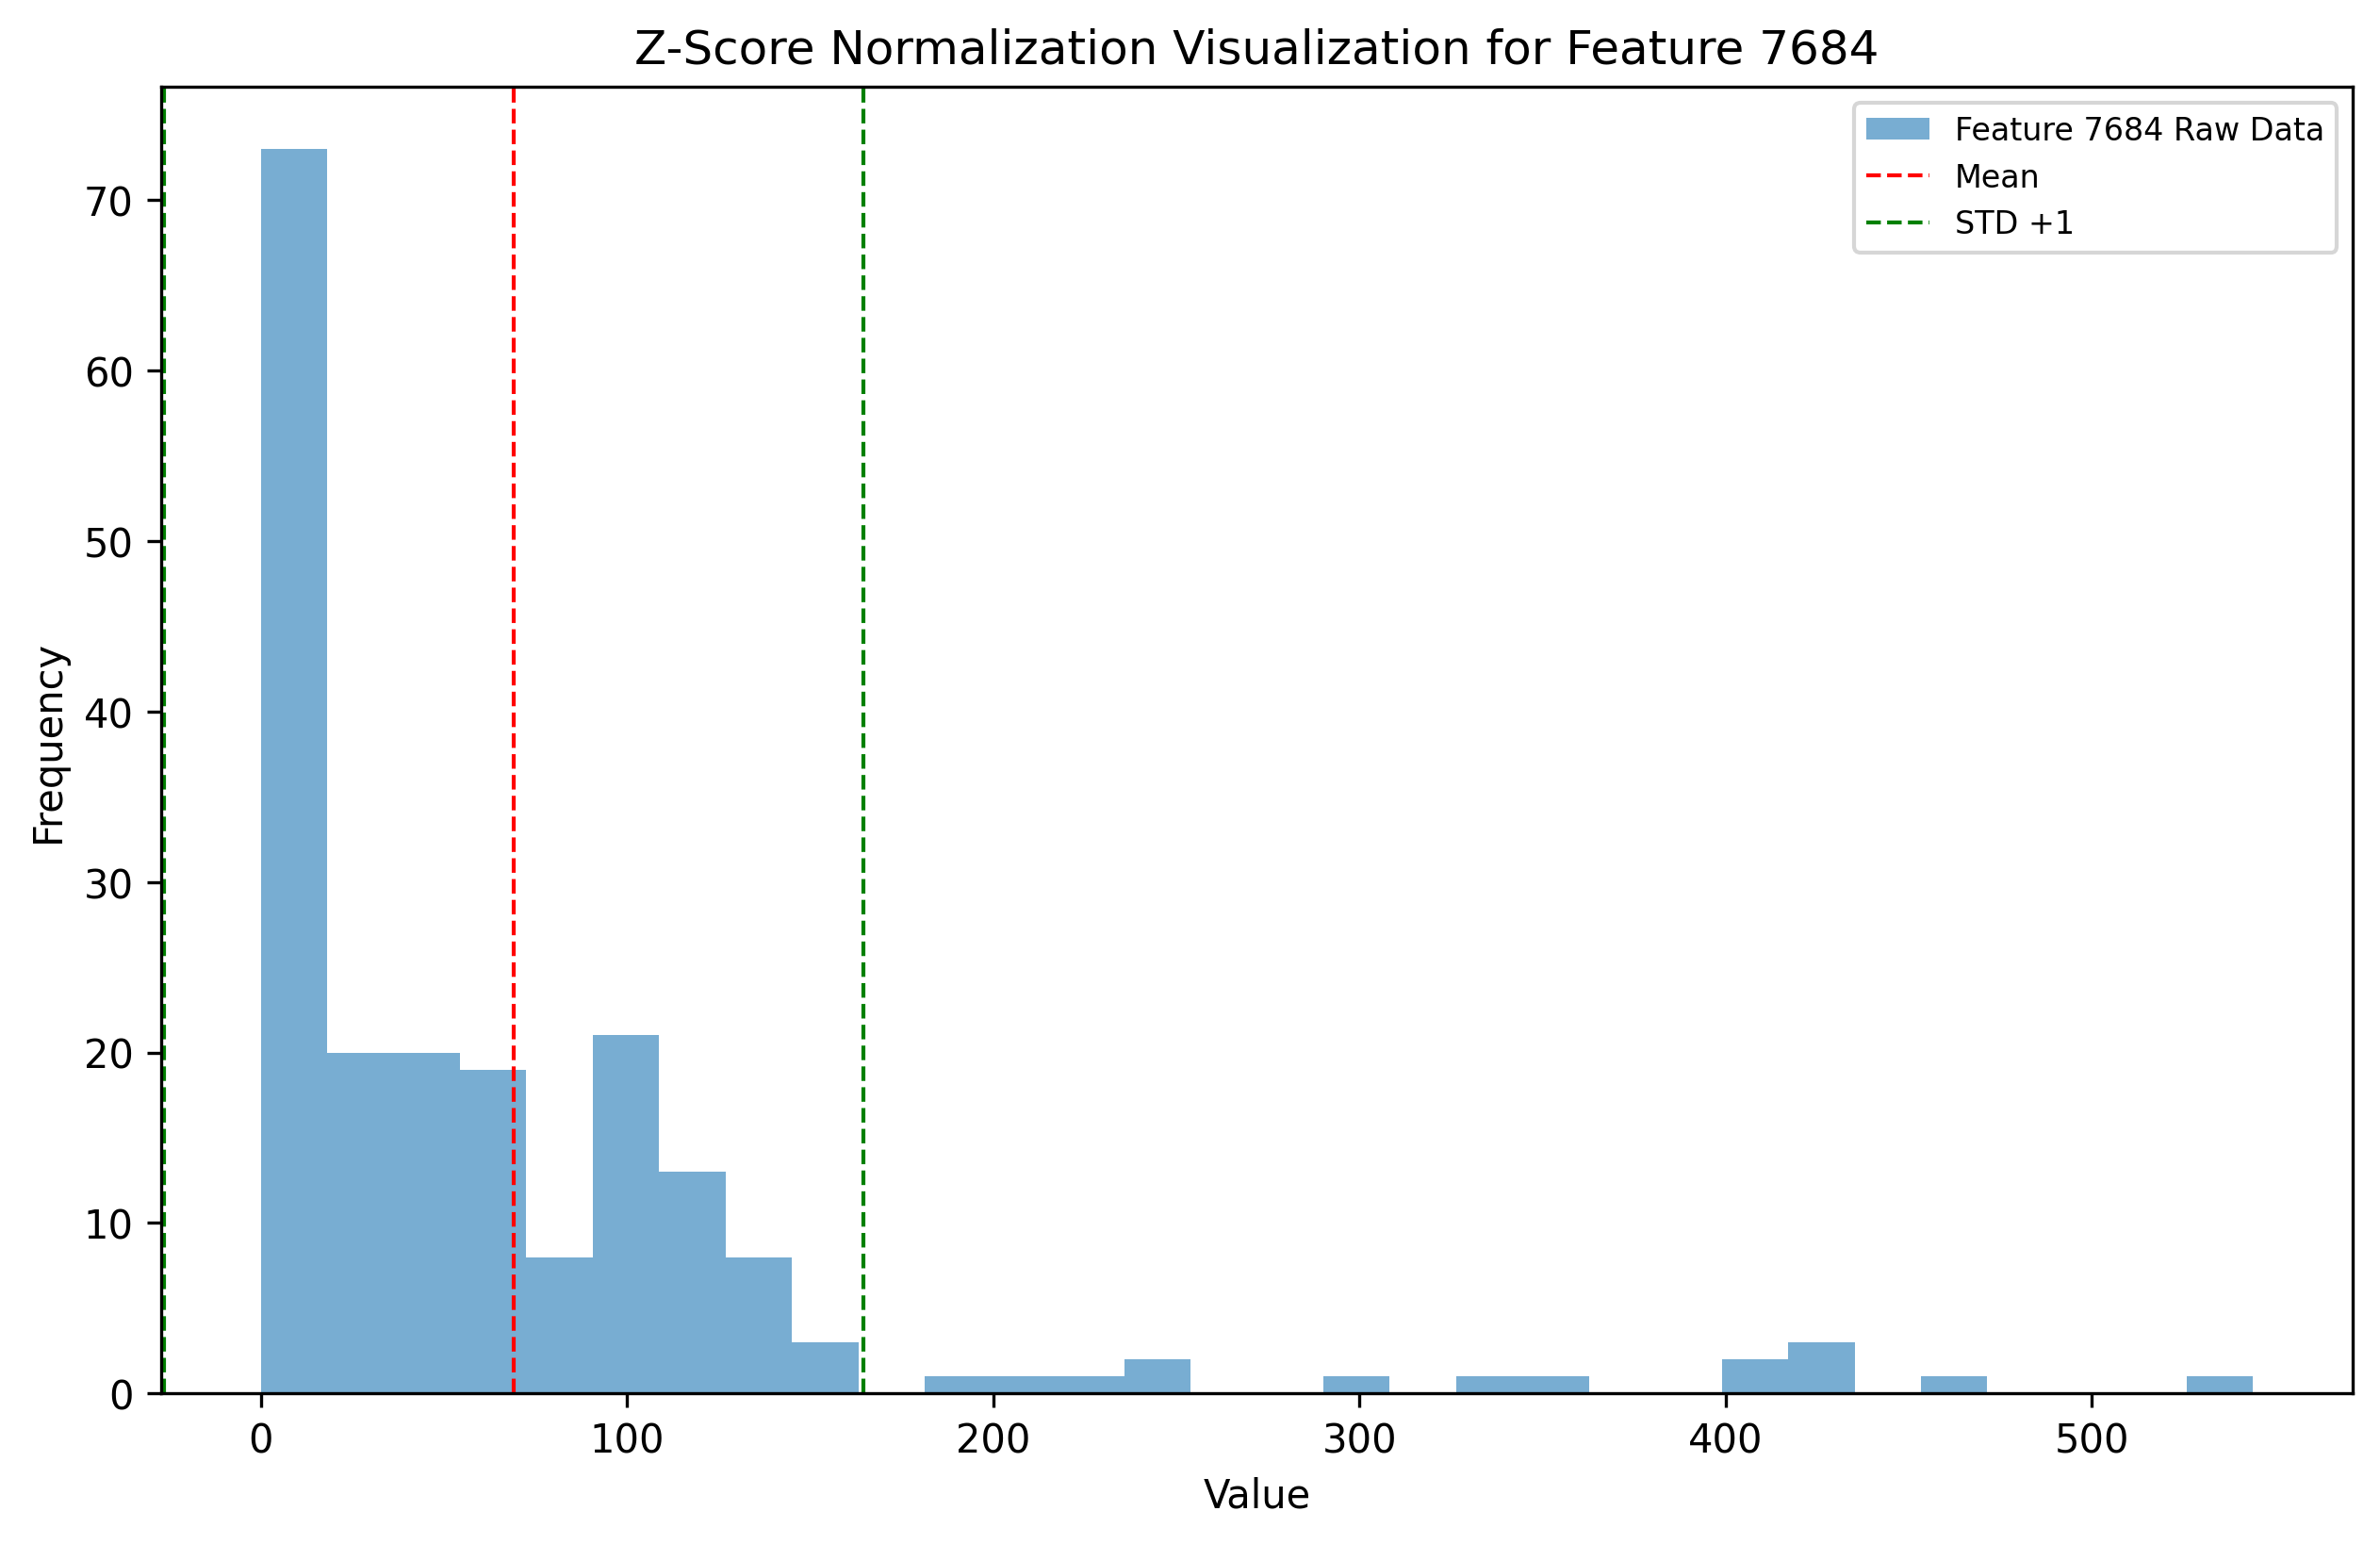 Z-Score Normalization Visualization for Feature 7684
Feature 7684 Raw Data
Mean
STD +1
70
60
50
40
30
20
10
0
Frequency
0 100 200 300 400 500
Value